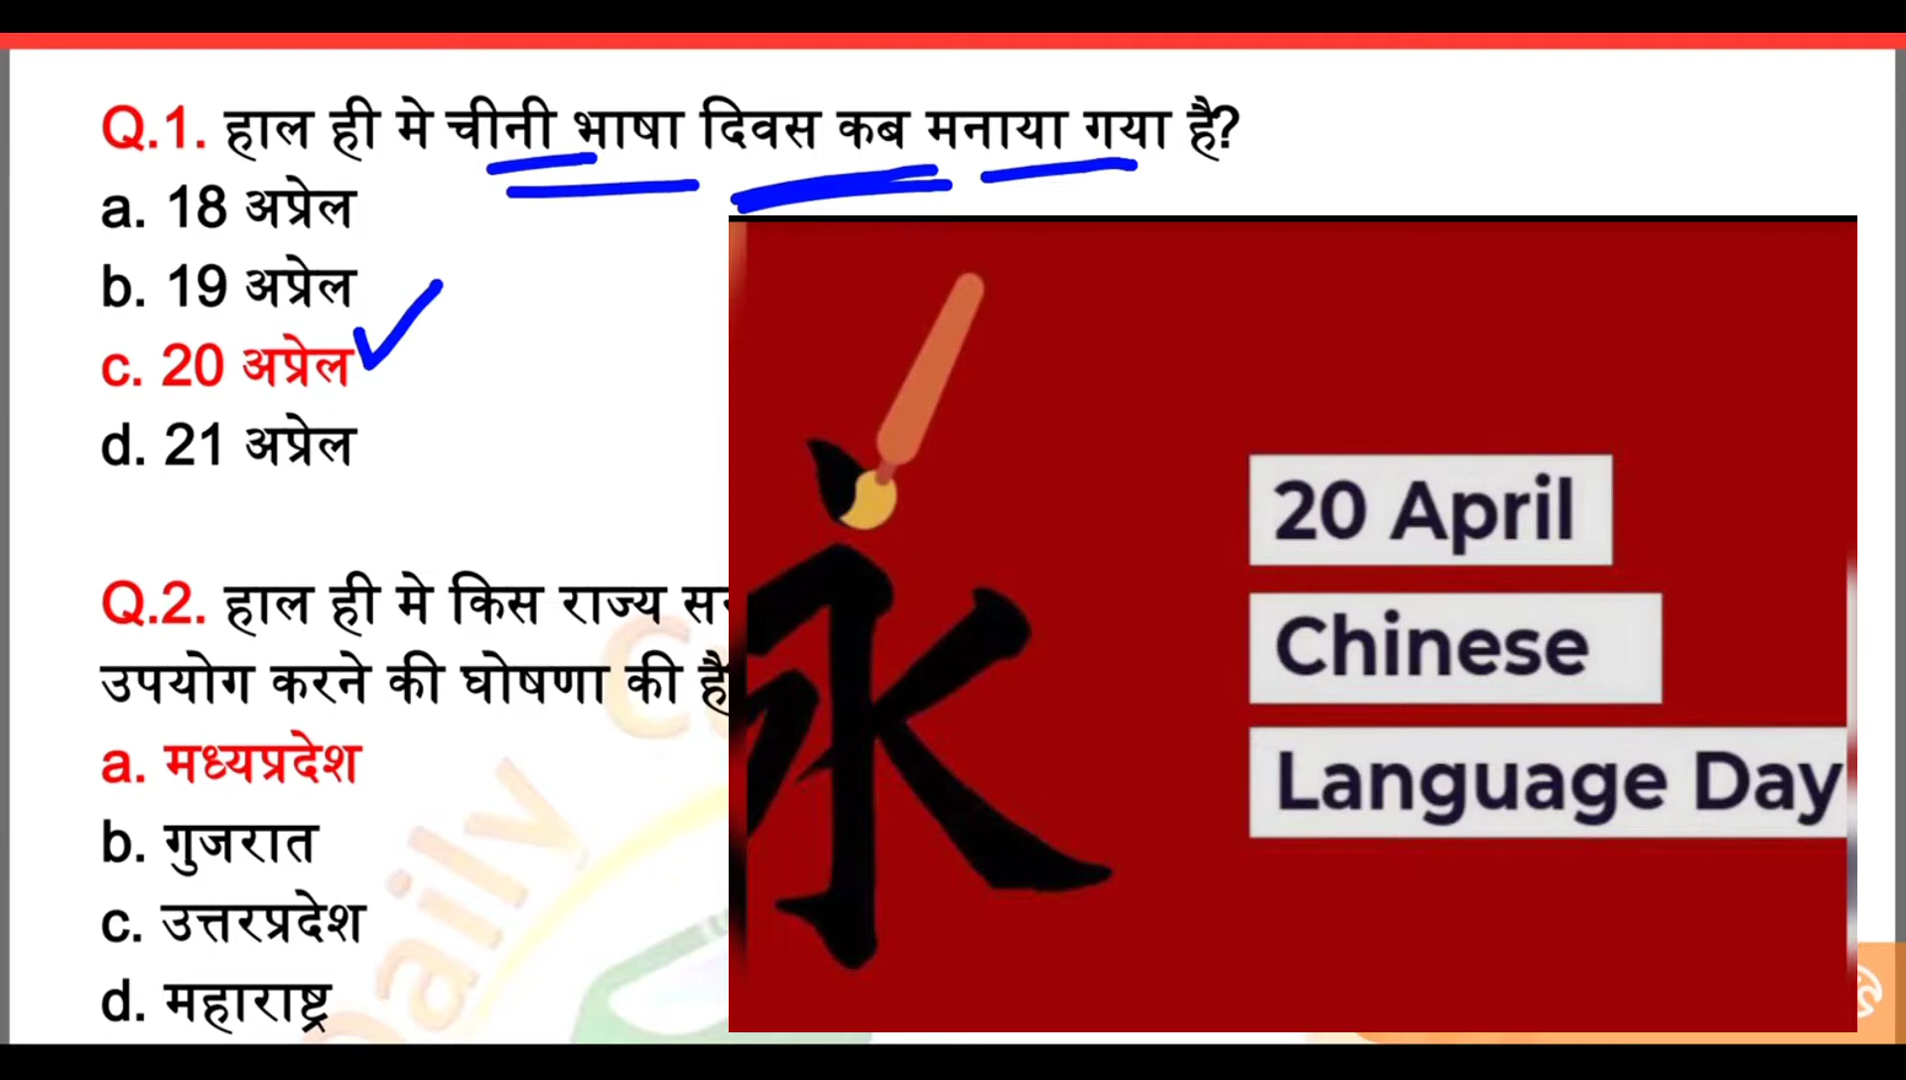 Q.1. हाल ही मे चीनी भाषा दिवस कब मनाया गया है?
a. 18 अप्रेल
b. 19 अप्रेल
c. 20 अप्रेल
d. 21 अप्रेल
Q.2. हाल ही मे किस राज्य
उपयोग करने की घोषणा की है
a. मध्यप्रदेश
b. गुजरात
c. उत्तरप्रदेश
d. महाराष्ट्र
永
20 April
Chinese
Language Day
Daily